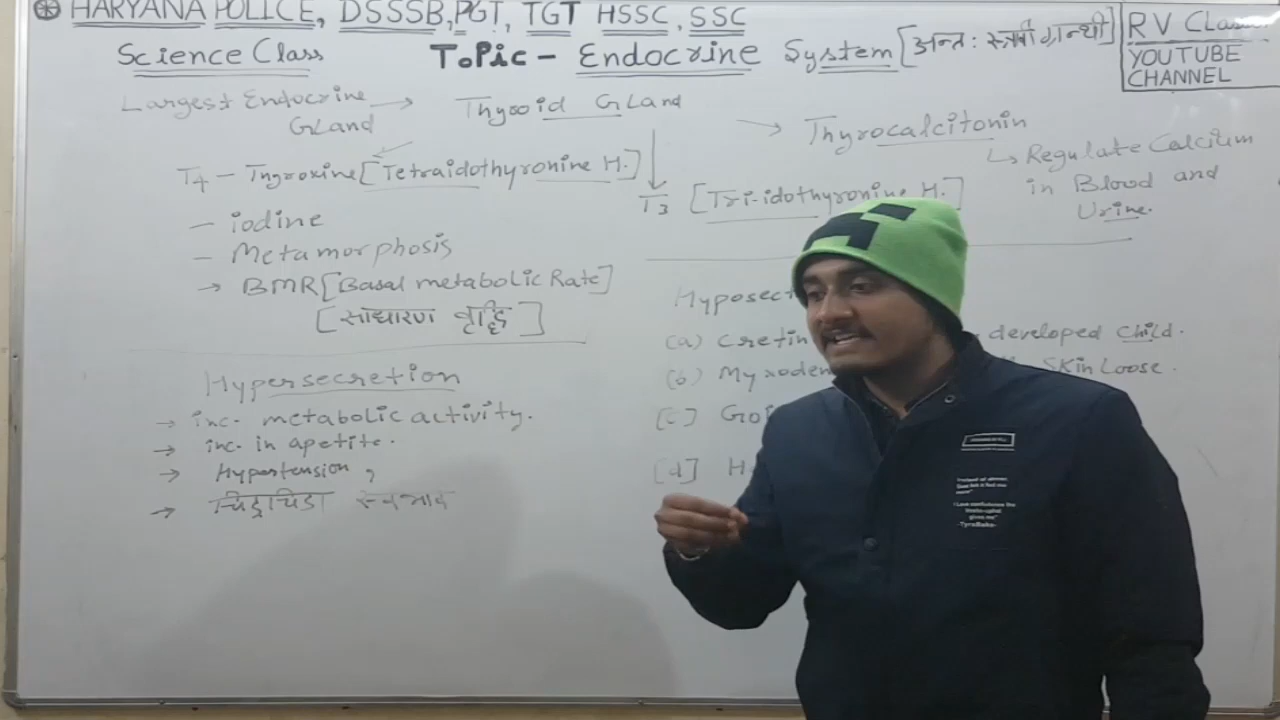 HARYANA POLICE, DSSSB, PGT, TGT HSSC, SSC
Science Class
ToPic - Endocrine System [अन्त: स्त्रावी ग्रन्थी]
RV Class
YOUTUBE
CHANNEL
Largest Endocrine → Thyroid GLand
GLand
→ Thyrocalcitonin
↳ Regulate Calcium
in Blood and
Urine.
T4 - Thyroxine [Tetraidothyronine H.]
T3 [Tri-idothyronine H.]
- iodine
- Metamorphosis
→ BMR [Basal metabolic Rate]
[साधारण वृद्धि]
Hypersecretion
→ inc. metabolic activity.
→ inc. in apetite.
→ Hypertension,
→ चिड़चिडा स्वभाव
Hyposec
(a) Cretin developed Child.
(b) Myxodem Skin Loose.
[c] Goi
[d] H